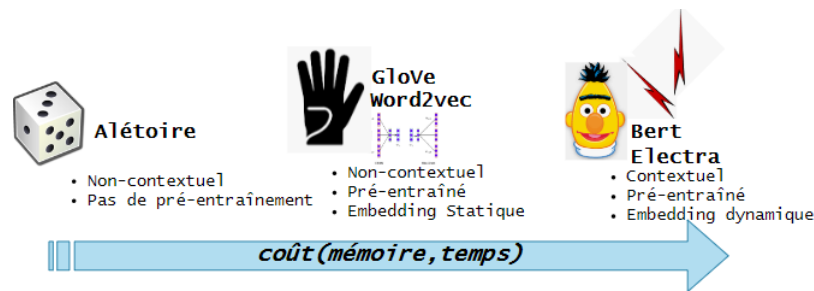 Alétoire
• Non-contextuel
• Pas de pré-entraînement
GloVe
Word2vec
• Non-contextuel
• Pré-entraîné
• Embedding Statique
Bert
Electra
• Contextuel
• Pré-entraîné
• Embedding dynamique
coût(mémoire,temps)